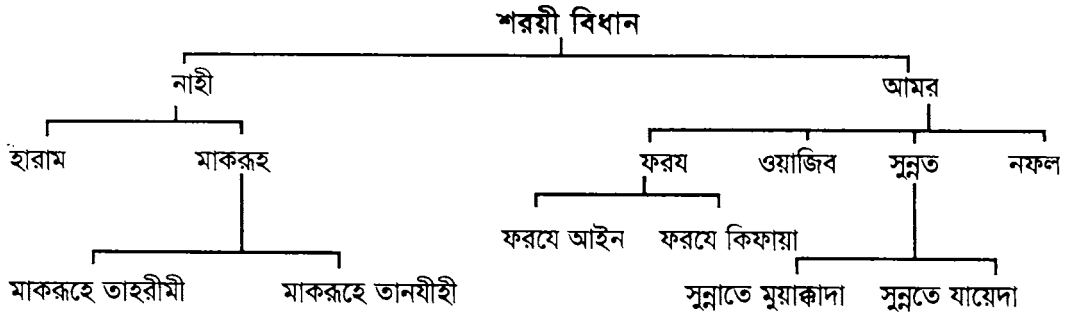 শরয়ী বিধান
নাহী আমর
হারাম মাকরূহ ফরয ওয়াজিব সুন্নত নফল
ফরযে আইন ফরযে কিফায়া
মাকরূহে তাহরীমী মাকরূহে তানযীহী সুন্নাতে মুয়াক্কাদা সুন্নতে যায়েদা